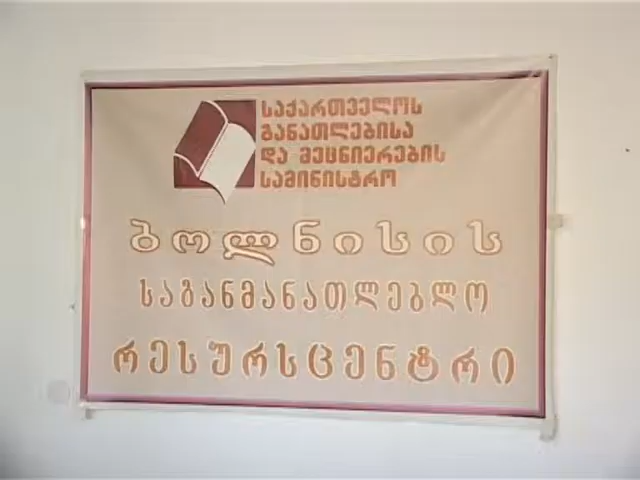 საქართველოს
განათლებისა
და მეცნიერების
სამინისტრო
ბოლნისის
საგანმანათლებლო
რესურსცენტრი